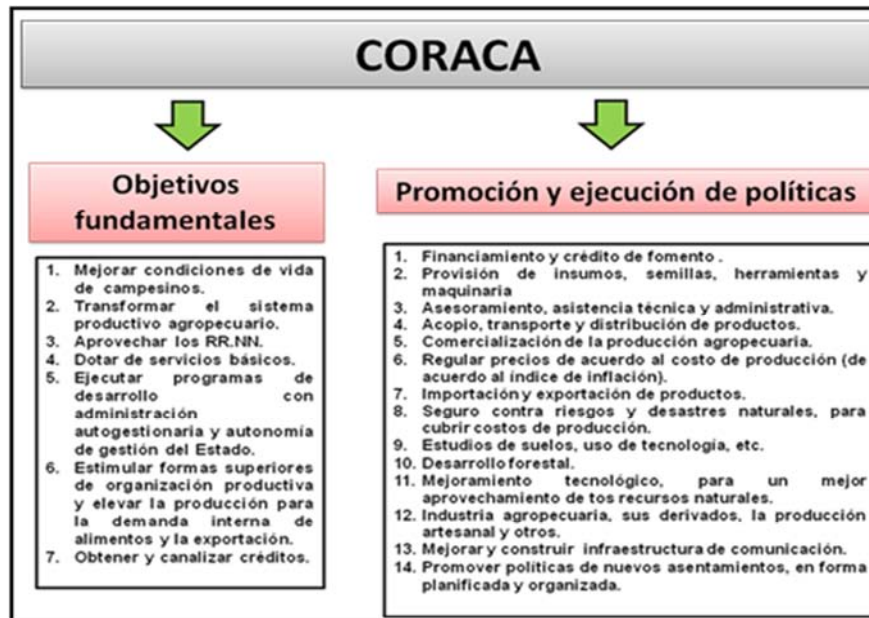 CORACA
Objetivos
fundamentales
1. Mejorar condiciones de vida
de campesinos.
2. Transformar el sistema
productivo agropecuario.
3. Aprovechar los RR.NN.
4. Dotar de servicios básicos.
5. Ejecutar programas de
desarrollo con
administración
autogestionaria y autonomía
de gestión del Estado.
6. Estimular formas superiores
de organización productiva
y elevar la producción para
la demanda interna de
alimentos y la exportación.
7. Obtener y canalizar créditos.
Promoción y ejecución de políticas
1. Financiamiento y crédito de fomento .
2. Provisión de insumos, semillas, herramientas y
maquinaria
3. Asesoramiento, asistencia técnica y administrativa.
4. Acopio, transporte y distribución de productos.
5. Comercialización de la producción agropecuaria.
6. Regular precios de acuerdo al costo de producción (de
acuerdo al índice de inflación).
7. Importación y exportación de productos.
8. Seguro contra riesgos y desastres naturales, para
cubrir costos de producción.
9. Estudios de suelos, uso de tecnología, etc.
10. Desarrollo forestal.
11. Mejoramiento tecnológico, para un mejor
aprovechamiento de tos recursos naturales.
12. Industria agropecuaria, sus derivados, la producción
artesanal y otros.
13. Mejorar y construir infraestructura de comunicación.
14. Promover políticas de nuevos asentamientos, en forma
planificada y organizada.